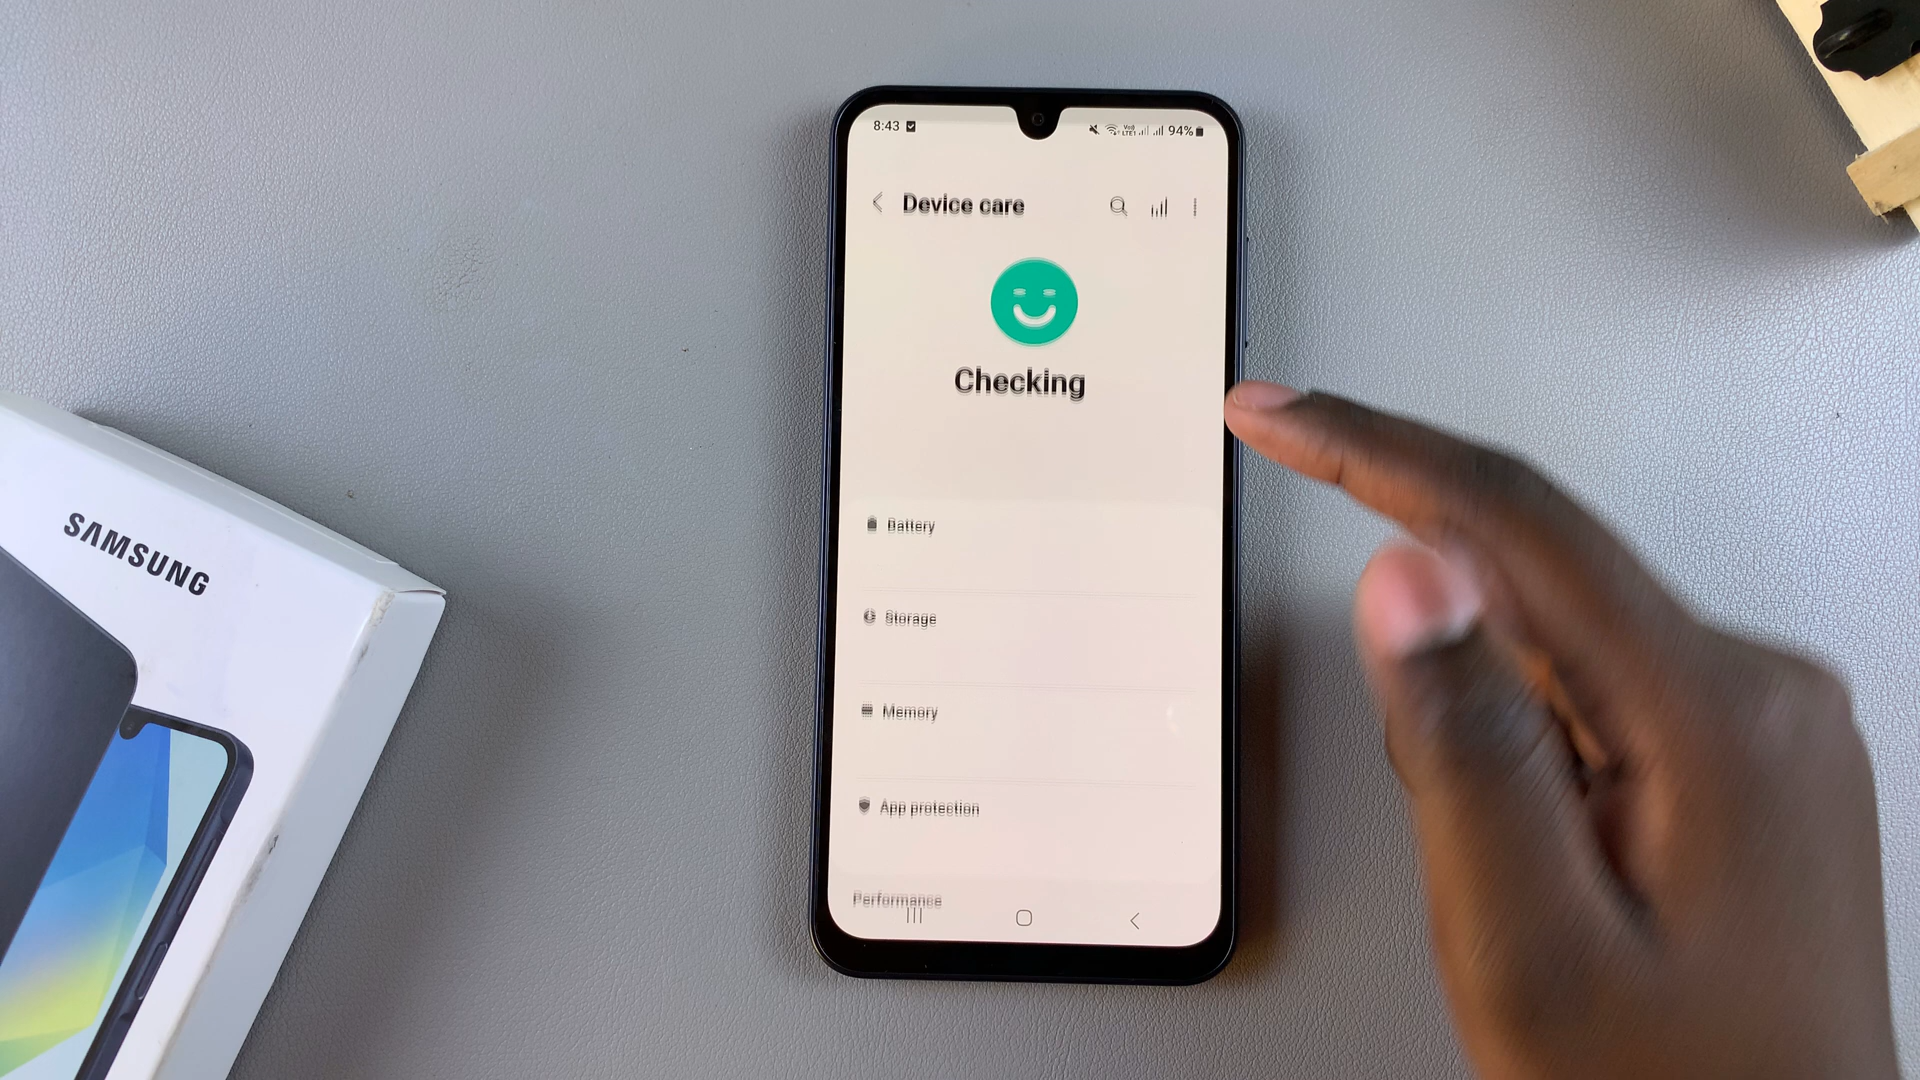 8:43
94%
Device care
Checking
Battery
Storage
Memory
App protection
Performance
SAMSUNG